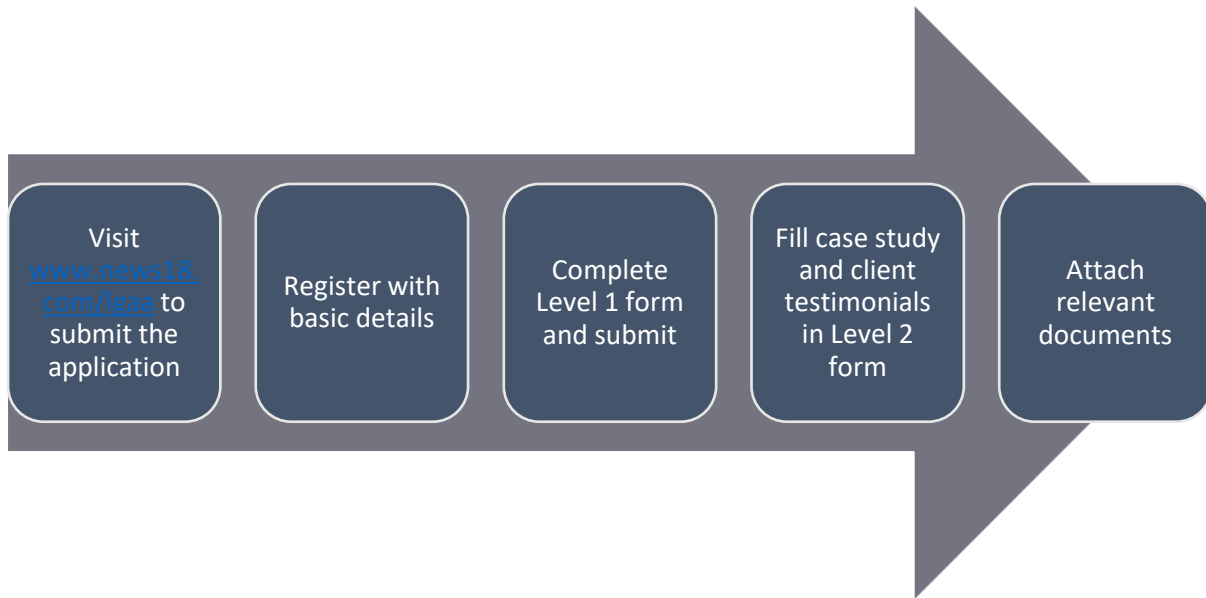 Visit
www.news18.
com/lgaa to
submit the
application
Register with
basic details
Complete
Level 1 form
and submit
Fill case study
and client
testimonials
in Level 2
form
Attach
relevant
documents